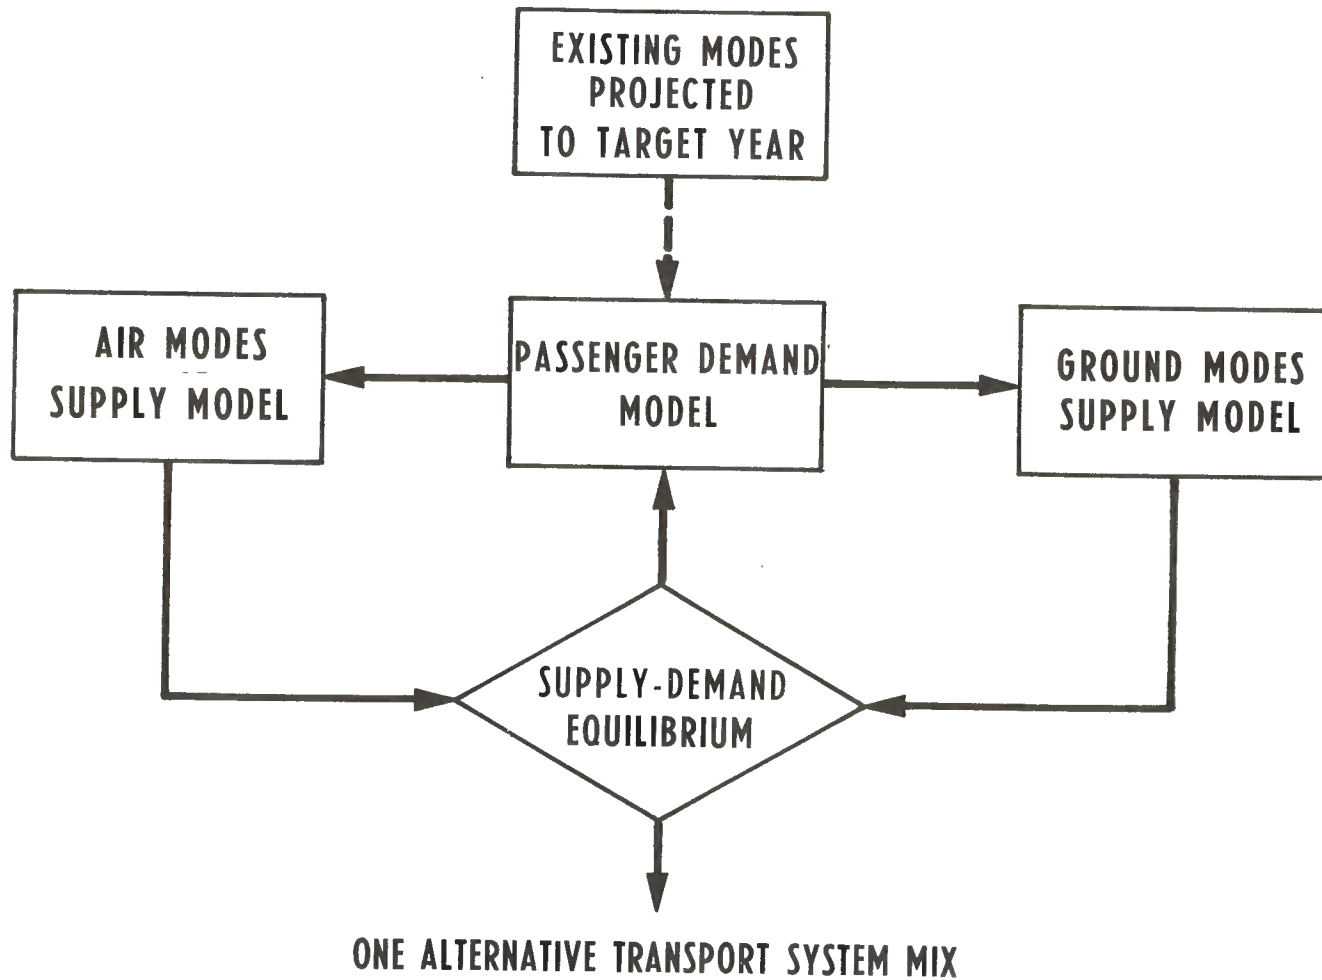 EXISTING MODES
PROJECTED
TO TARGET YEAR
AIR MODES
SUPPLY MODEL
PASSENGER DEMAND
MODEL
GROUND MODES
SUPPLY MODEL
SUPPLY-DEMAND
EQUILIBRIUM
ONE ALTERNATIVE TRANSPORT SYSTEM MIX